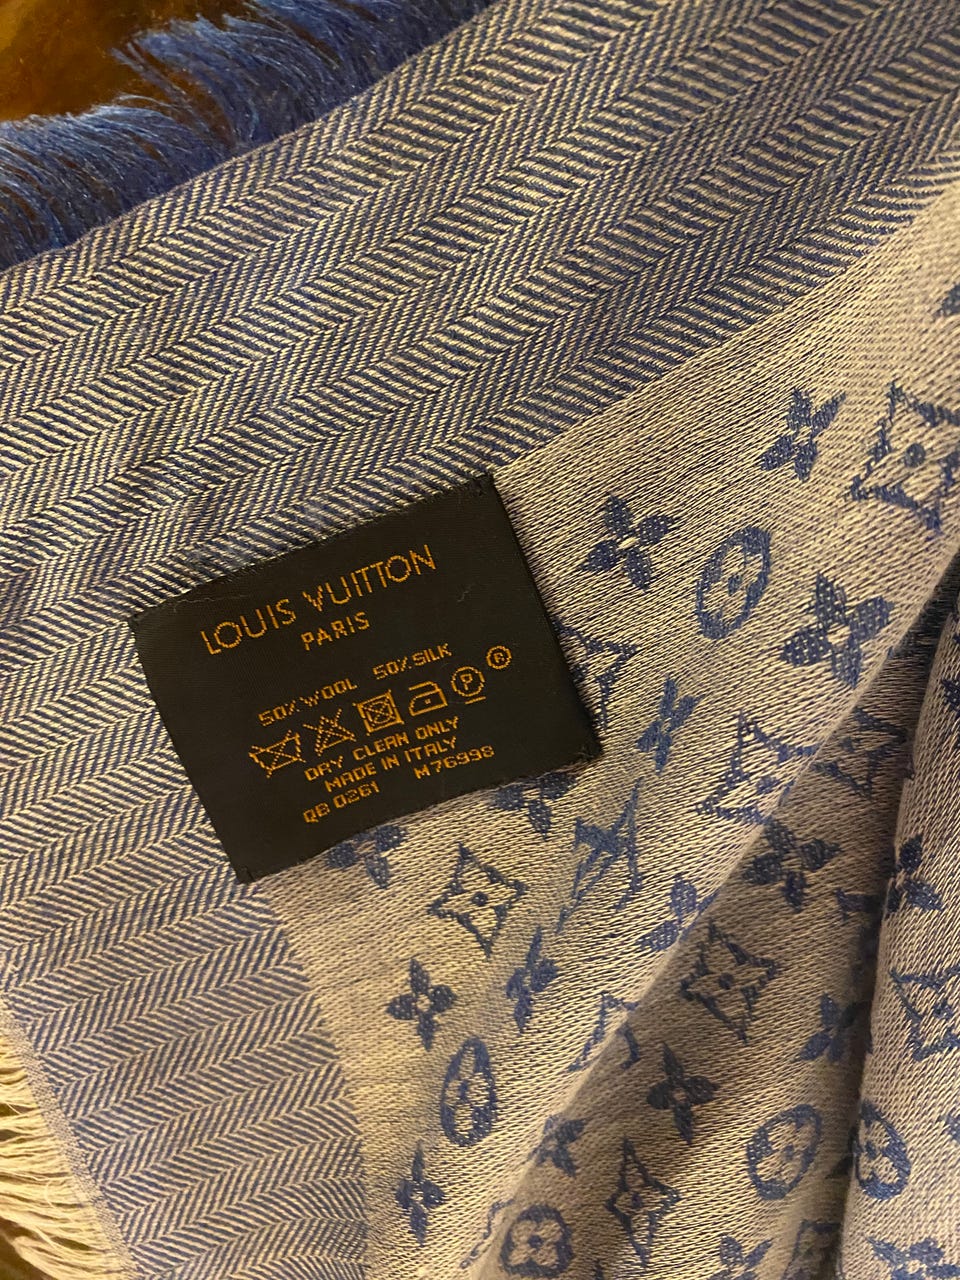 LOUIS VUITTON
PARIS
50% WOOL 50% SILK
P ®
DRY CLEAN ONLY
MADE IN ITALY
QB 0261 M76998